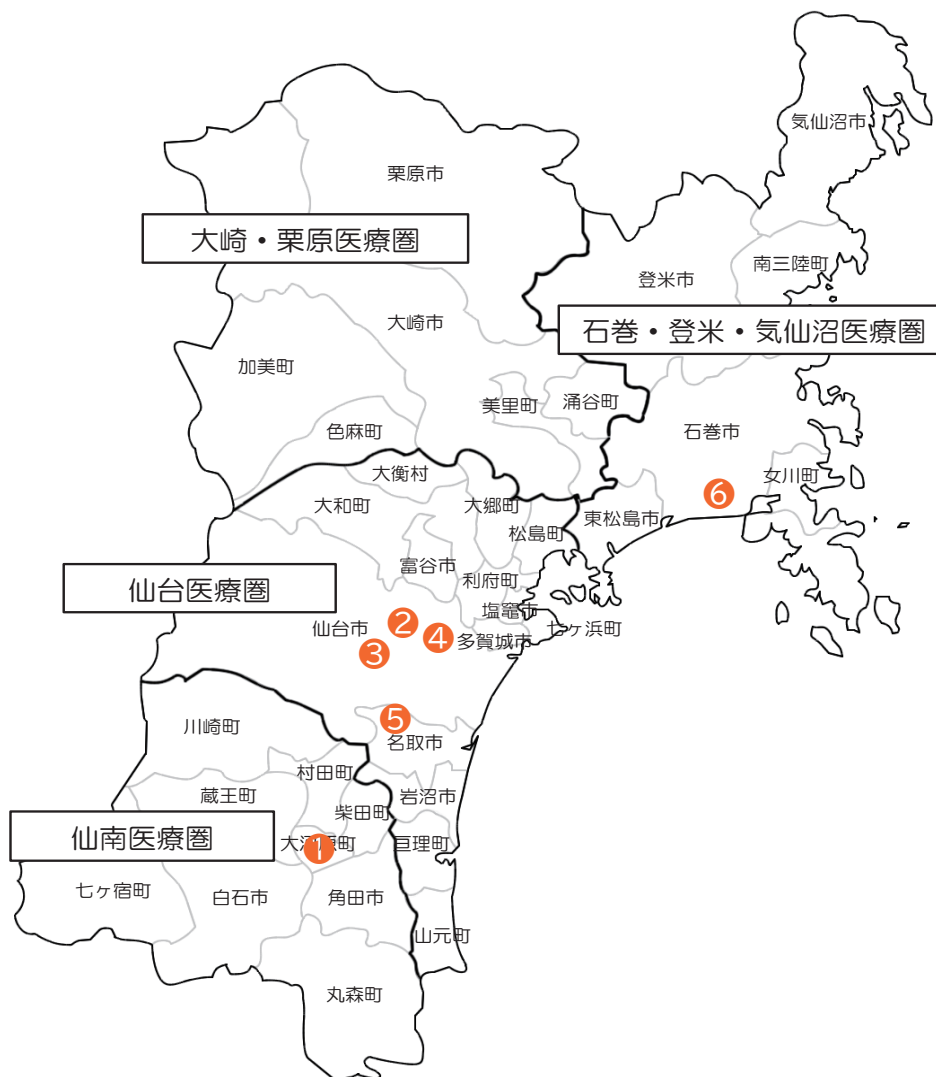 気仙沼市
栗原市
大崎・栗原医療圏
南三陸町
登米市
大崎市
石巻・登米・気仙沼医療圏
加美町
美里町
涌谷町
色麻町
石巻市
大衡村
女川町
6
大和町
大郷町
東松島市
松島町
富谷市
利府町
仙台医療圏
塩竈市
2
仙台市
4
七ヶ浜町
多賀城市
3
5
川崎町
名取市
村田町
蔵王町
岩沼市
柴田町
仙南医療圏
1
亘理町
七ヶ宿町
白石市
角田市
山元町
丸森町